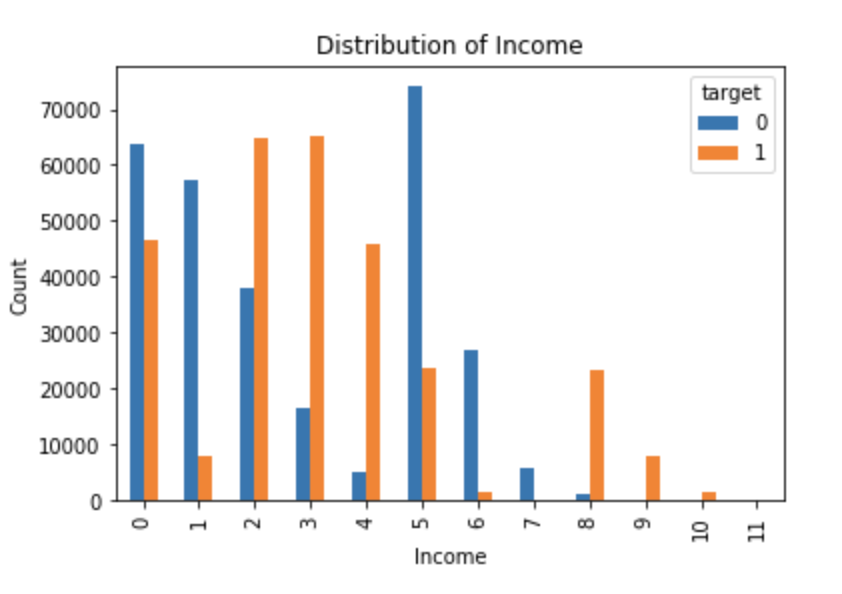 Distribution of Income
target
0
1
70000
60000
50000
40000
30000
20000
10000
0
Count
0 1 2 3 4 5 6 7 8 9 10 11
Income